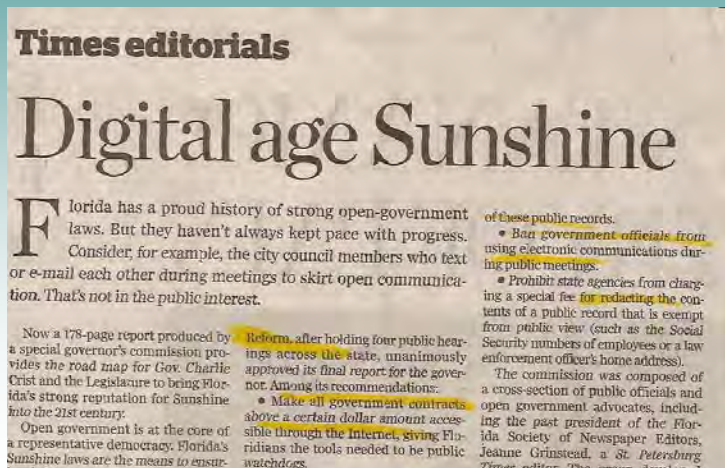 Times editorials
Digital age Sunshine
Florida has a proud history of strong open-government
laws. But they haven't always kept pace with progress.
Consider, for example, the city council members who text
or e-mail each other during meetings to skirt open communica-
tion. That's not in the public interest.
Now a 178-page report produced by
a special governor's commission pro-
vides the road map for Gov. Charlie
Crist and the Legislature to bring Flor-
ida's strong reputation for Sunshine
into the 21st century.
Open government is at the core of
a representative democracy. Florida's
Sunshine laws are the means to ensur-
Reform, after holding four public hear-
ings across the state, unanimously
approved its final report for the gover-
nor. Among its recommendations:
• Make all government contracts
above a certain dollar amount acces-
sible through the Internet, giving Flo-
ridians the tools needed to be public
watchdogs.
of these public records.
• Ban government officials from
using electronic communications dur-
ing public meetings.
• Prohibit state agencies from charg-
ing a special fee for redacting the con-
tents of a public record that is exempt
from public view (such as the Social
Security numbers of employees or a law
enforcement officer's home address).
The commission was composed of
a cross-section of public officials and
open government advocates, includ-
ing the past president of the Flor-
ida Society of Newspaper Editors,
Jeanne Grinstead, a St. Petersburg
Times editor. The